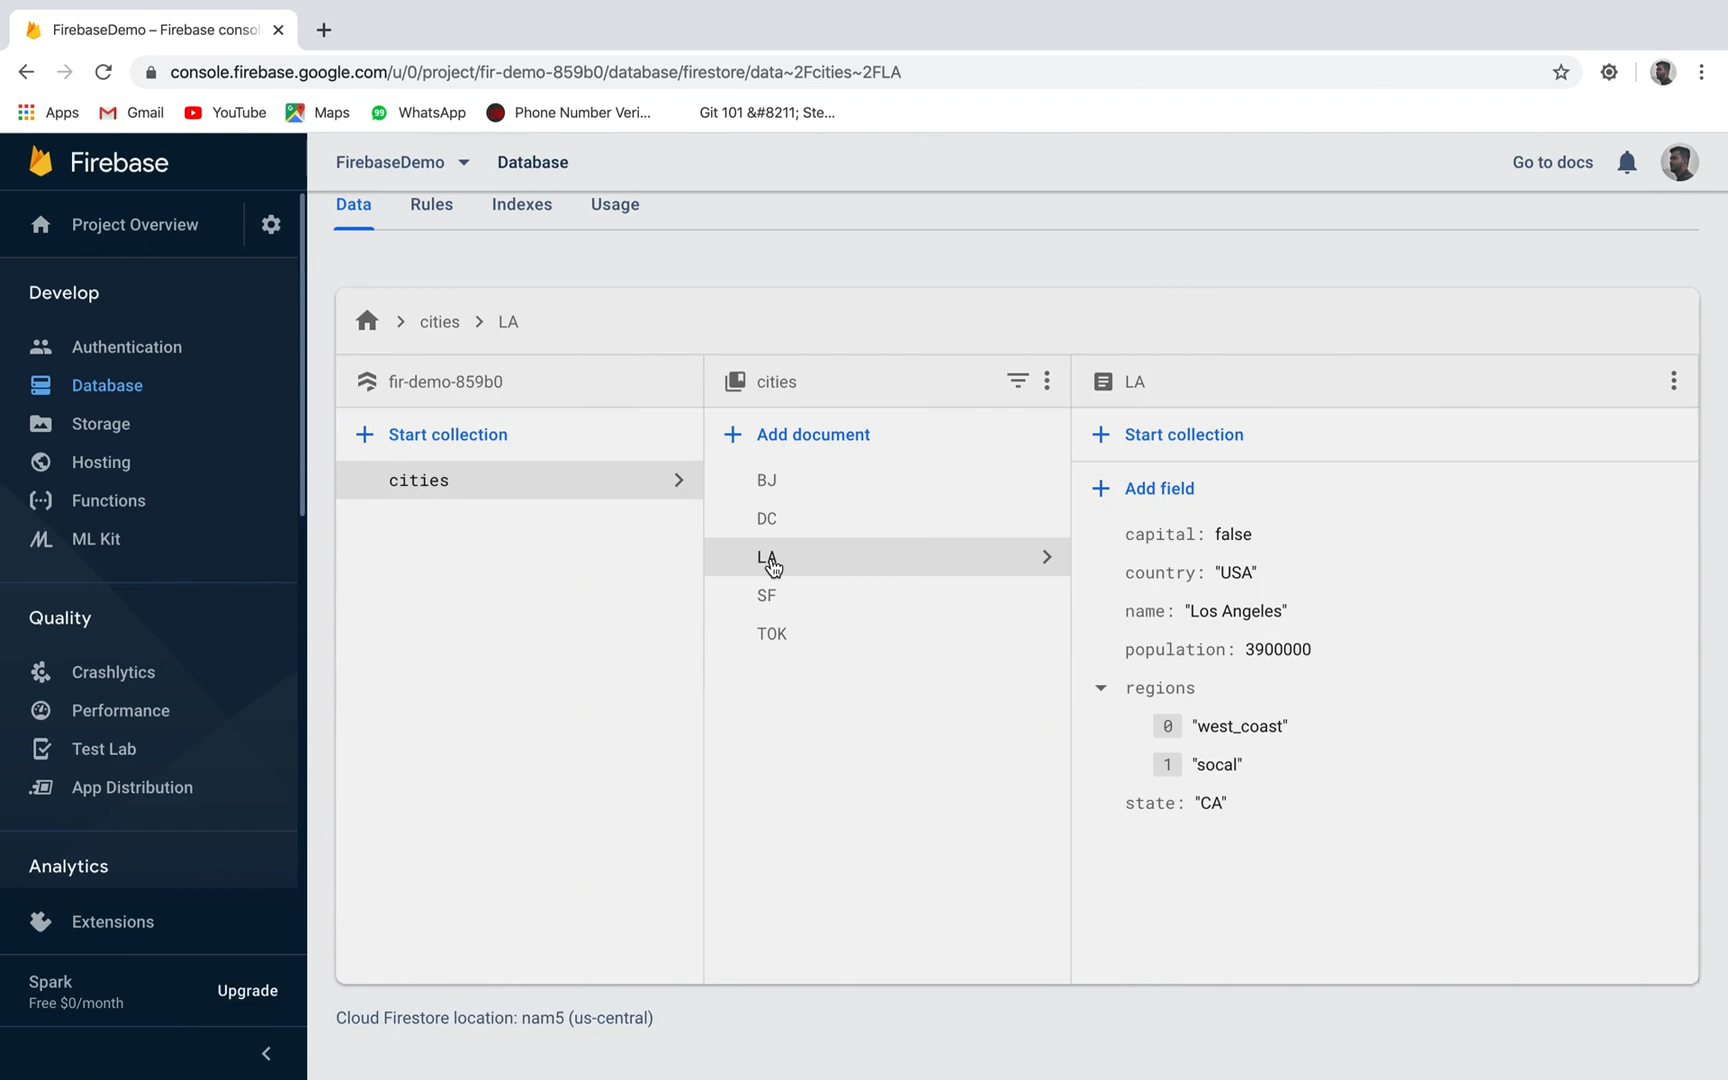 FirebaseDemo – Firebase consol
console.firebase.google.com/u/0/project/fir-demo-859b0/database/firestore/data~2Fcities~2FLA
Apps
Gmail
YouTube
Maps
99
WhatsApp
Phone Number Veri...
Git 101 &#8211; Ste...
Firebase
FirebaseDemo
Database
Go to docs
Project Overview
Data
Rules
Indexes
Usage
Develop
Authentication
Database
Storage
Hosting
Functions
ML Kit
Quality
Crashlytics
Performance
Test Lab
App Distribution
Analytics
Extensions
Spark
Free $0/month
Upgrade
cities
LA
fir-demo-859b0
Start collection
cities
cities
Add document
BJ
DC
LA
SF
TOK
LA
Start collection
Add field
capital: false
country: "USA"
name: "Los Angeles"
population: 3900000
regions
0 "west_coast"
1 "socal"
state: "CA"
Cloud Firestore location: nam5 (us-central)